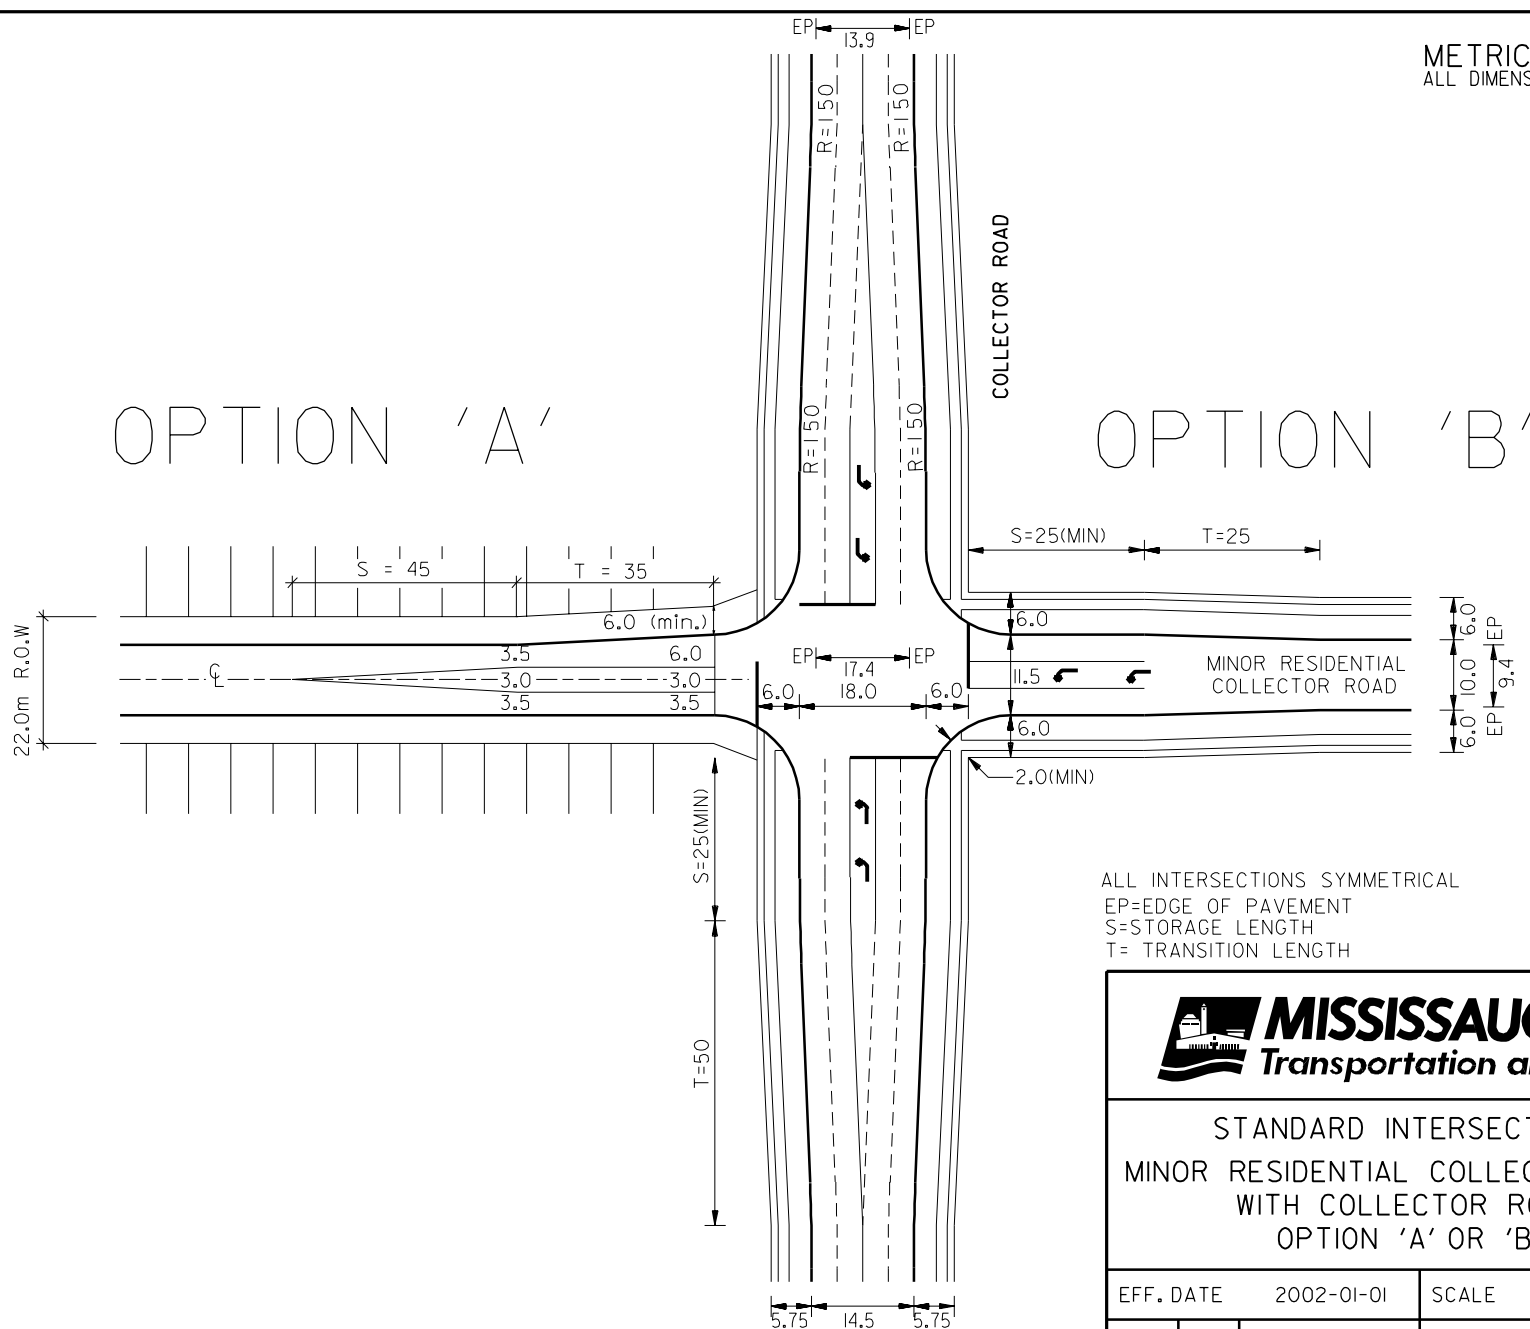 EP
EP
13.9
METRIC
ALL DIMENS
R=150
R=150
COLLECTOR ROAD
OPTION 'A'
OPTION 'B'
R=150
R=150
S=25(MIN)
T=25
S = 45
T = 35
6.0 (min.)
6.0
6.0
EP
22.0m R.O.W
3.5
6.0
EP
EP
17.4
MINOR RESIDENTIAL
COLLECTOR ROAD
℄
3.0
3.0
11.5
10.0
9.4
3.5
3.5
6.0
18.0
6.0
6.0
6.0
EP
2.0(MIN)
S=25(MIN)
ALL INTERSECTIONS SYMMETRICAL
EP=EDGE OF PAVEMENT
S=STORAGE LENGTH
T= TRANSITION LENGTH
T=50
MISSISSAU
Transportation a
STANDARD INTERSECT
MINOR RESIDENTIAL COLLEC
WITH COLLECTOR RO
OPTION 'A' OR 'B
EFF. DATE 2002-01-01 SCALE
5.75
14.5
5.75